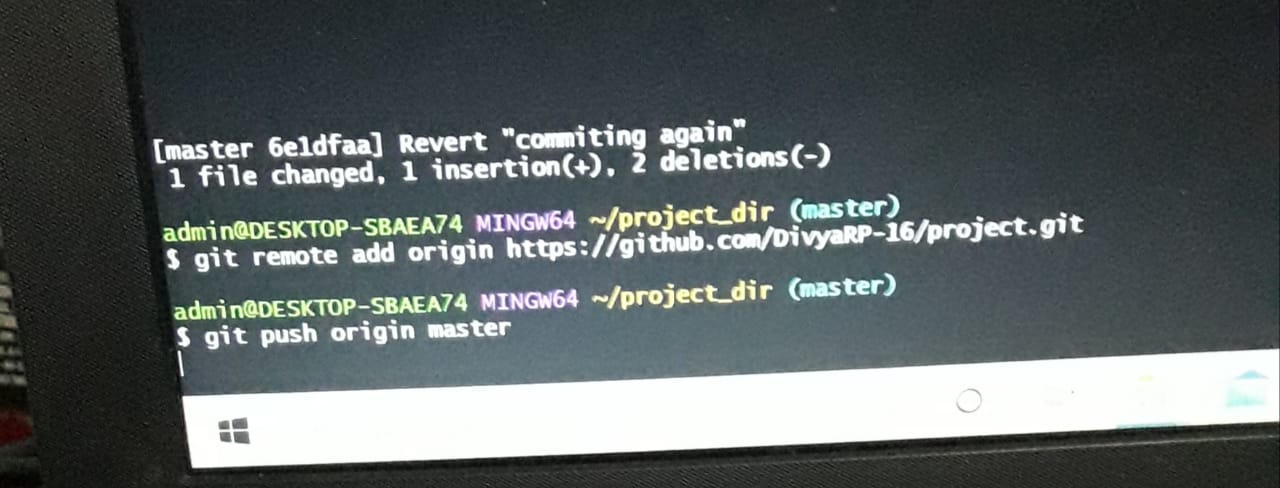 [master 6e1dfaa] Revert "commiting again"
1 file changed, 1 insertion(+), 2 deletions(-)
admin@DESKTOP-SBAEA74 MINGW64 ~/project_dir (master)
$ git remote add origin https://github.com/DivyaRP-16/project.git
admin@DESKTOP-SBAEA74 MINGW64 ~/project_dir (master)
$ git push origin master